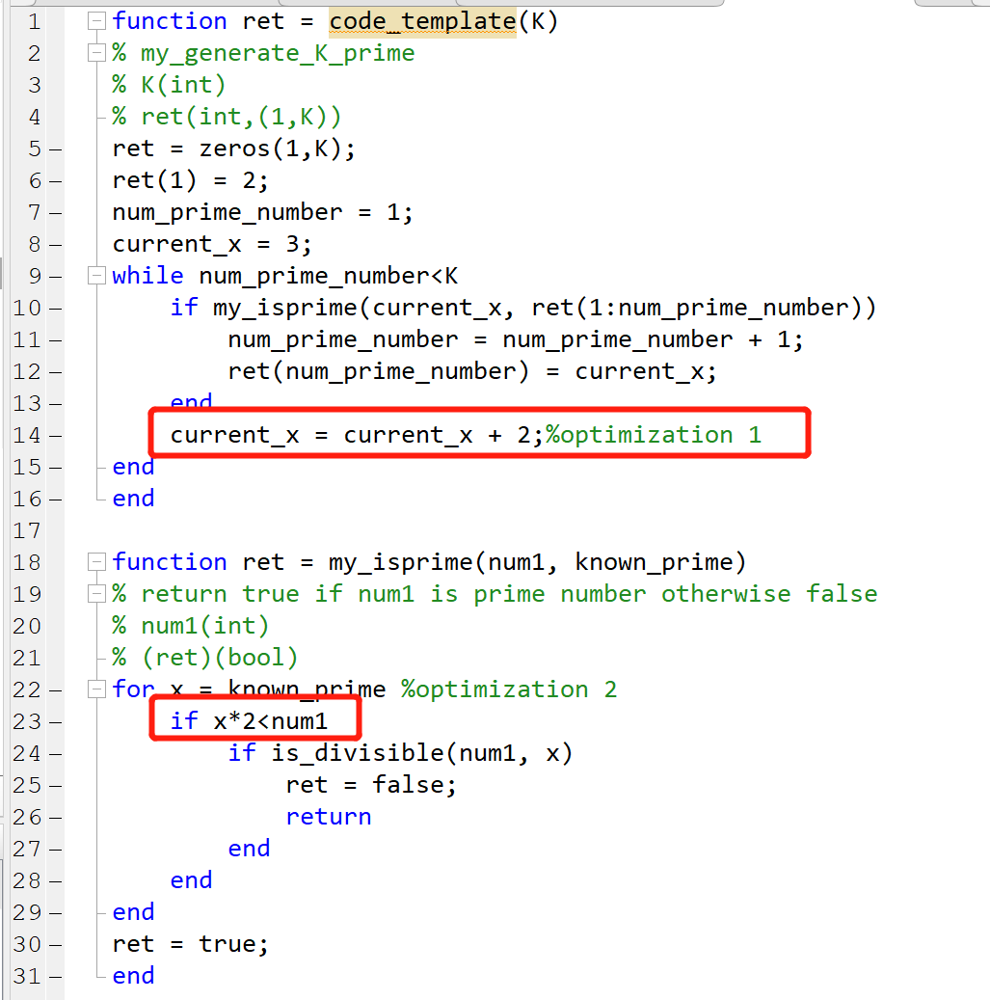 1 function ret = code_template(K)
2 % my_generate_K_prime
3 % K(int)
4 % ret(int,(1,K))
5 ret = zeros(1,K);
6 ret(1) = 2;
7 num_prime_number = 1;
8 current_x = 3;
9 while num_prime_number<K
10 if my_isprime(current_x, ret(1:num_prime_number))
11 num_prime_number = num_prime_number + 1;
12 ret(num_prime_number) = current_x;
13 end
14 current_x = current_x + 2;%optimization 1
15 end
16 end
17
18 function ret = my_isprime(num1, known_prime)
19 % return true if num1 is prime number otherwise false
20 % num1(int)
21 % (ret)(bool)
22 for x = known_prime %optimization 2
23 if x*2<num1
24 if is_divisible(num1, x)
25 ret = false;
26 return
27 end
28 end
29 end
30 ret = true;
31 end